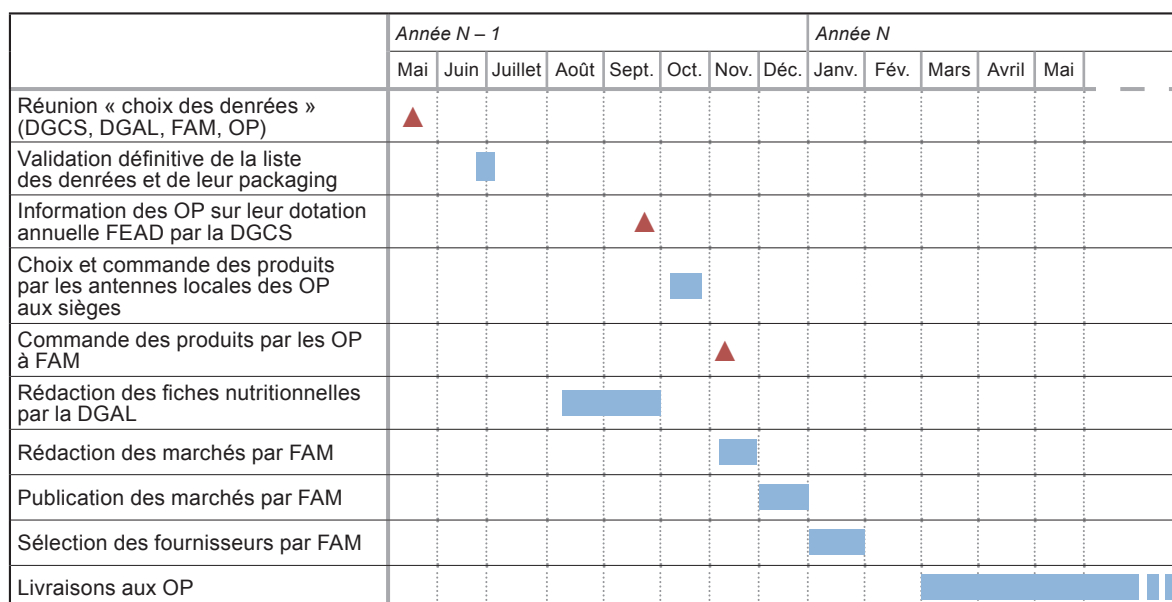 Année N – 1
Année N
Mai Juin Juillet Août Sept. Oct. Nov. Déc. Janv. Fév. Mars Avril Mai
Réunion « choix des denrées »
(DGCS, DGAL, FAM, OP)
Validation définitive de la liste
des denrées et de leur packaging
Information des OP sur leur dotation
annuelle FEAD par la DGCS
Choix et commande des produits
par les antennes locales des OP
aux sièges
Commande des produits par les OP
à FAM
Rédaction des fiches nutritionnelles
par la DGAL
Rédaction des marchés par FAM
Publication des marchés par FAM
Sélection des fournisseurs par FAM
Livraisons aux OP